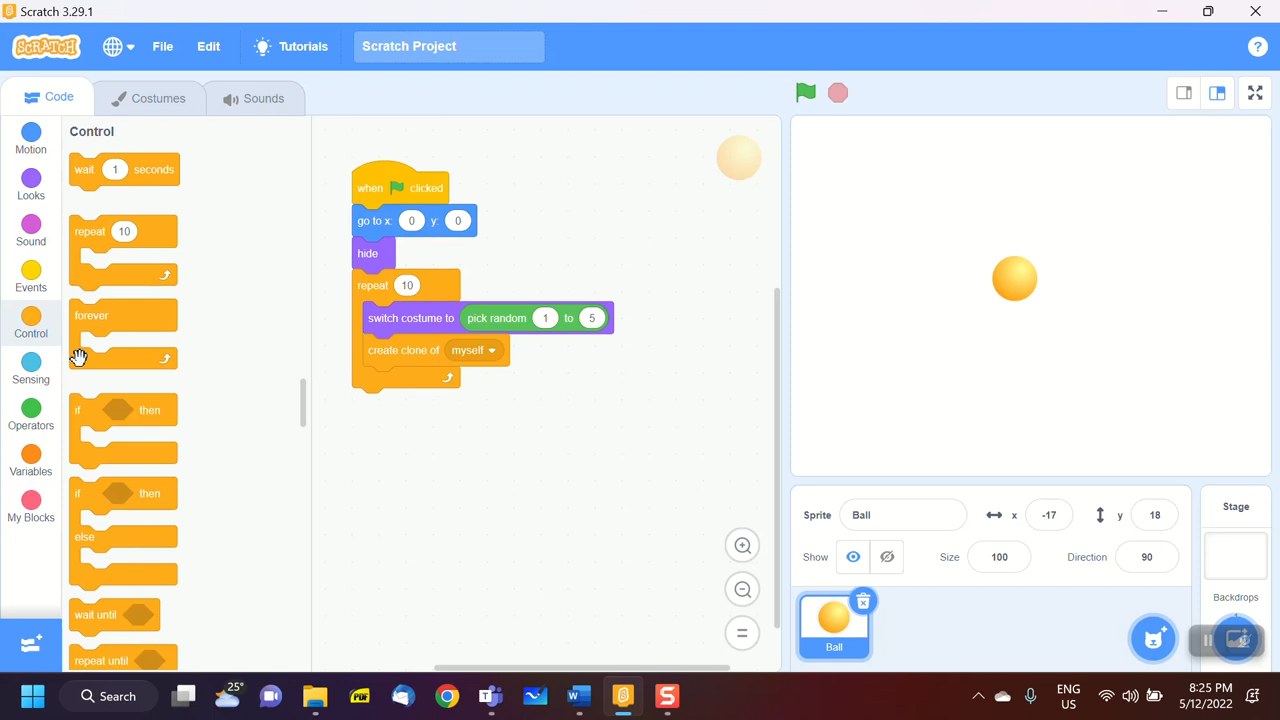 Scratch 3.29.1
SCRATCH File Edit Tutorials Scratch Project ?
Code Costumes Sounds
Motion
Looks
Sound
Events
Control
Sensing
Operators
Variables
My Blocks
Control
wait 1 seconds
repeat 10
forever
if then
if then
else
wait until
repeat until
when clicked
go to x: 0 y: 0
hide
repeat 10
switch costume to pick random 1 to 5
create clone of myself
Sprite Ball x -17 y 18
Show Size 100 Direction 90
Ball
Stage
Backdrops
Search 25° PDF W S ENG
US
8:25 PM
5/12/2022